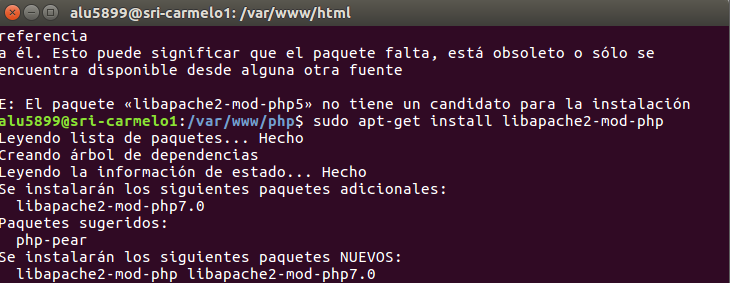 alu5899@sri-carmelo1: /var/www/html
referencia
a él. Esto puede significar que el paquete falta, está obsoleto o sólo se
encuentra disponible desde alguna otra fuente
E: El paquete «libapache2-mod-php5» no tiene un candidato para la instalación
alu5899@sri-carmelo1:/var/www/php$ sudo apt-get install libapache2-mod-php
Leyendo lista de paquetes... Hecho
Creando árbol de dependencias
Leyendo la información de estado... Hecho
Se instalarán los siguientes paquetes adicionales:
  libapache2-mod-php7.0
Paquetes sugeridos:
  php-pear
Se instalarán los siguientes paquetes NUEVOS:
  libapache2-mod-php libapache2-mod-php7.0